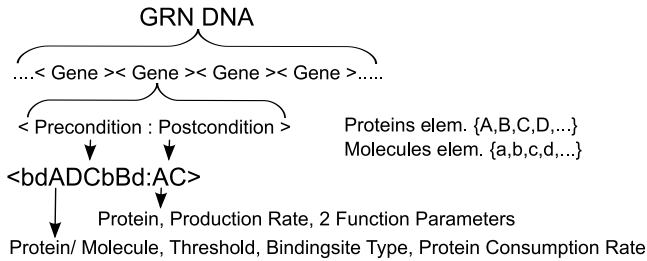 GRN DNA
....< Gene >< Gene >< Gene >< Gene >.....
< Precondition : Postcondition >
Proteins elem. {A,B,C,D,...}
Molecules elem. {a,b,c,d,...}
<bdADCbBd:AC>
Protein, Production Rate, 2 Function Parameters
Protein/ Molecule, Threshold, Bindingsite Type, Protein Consumption Rate